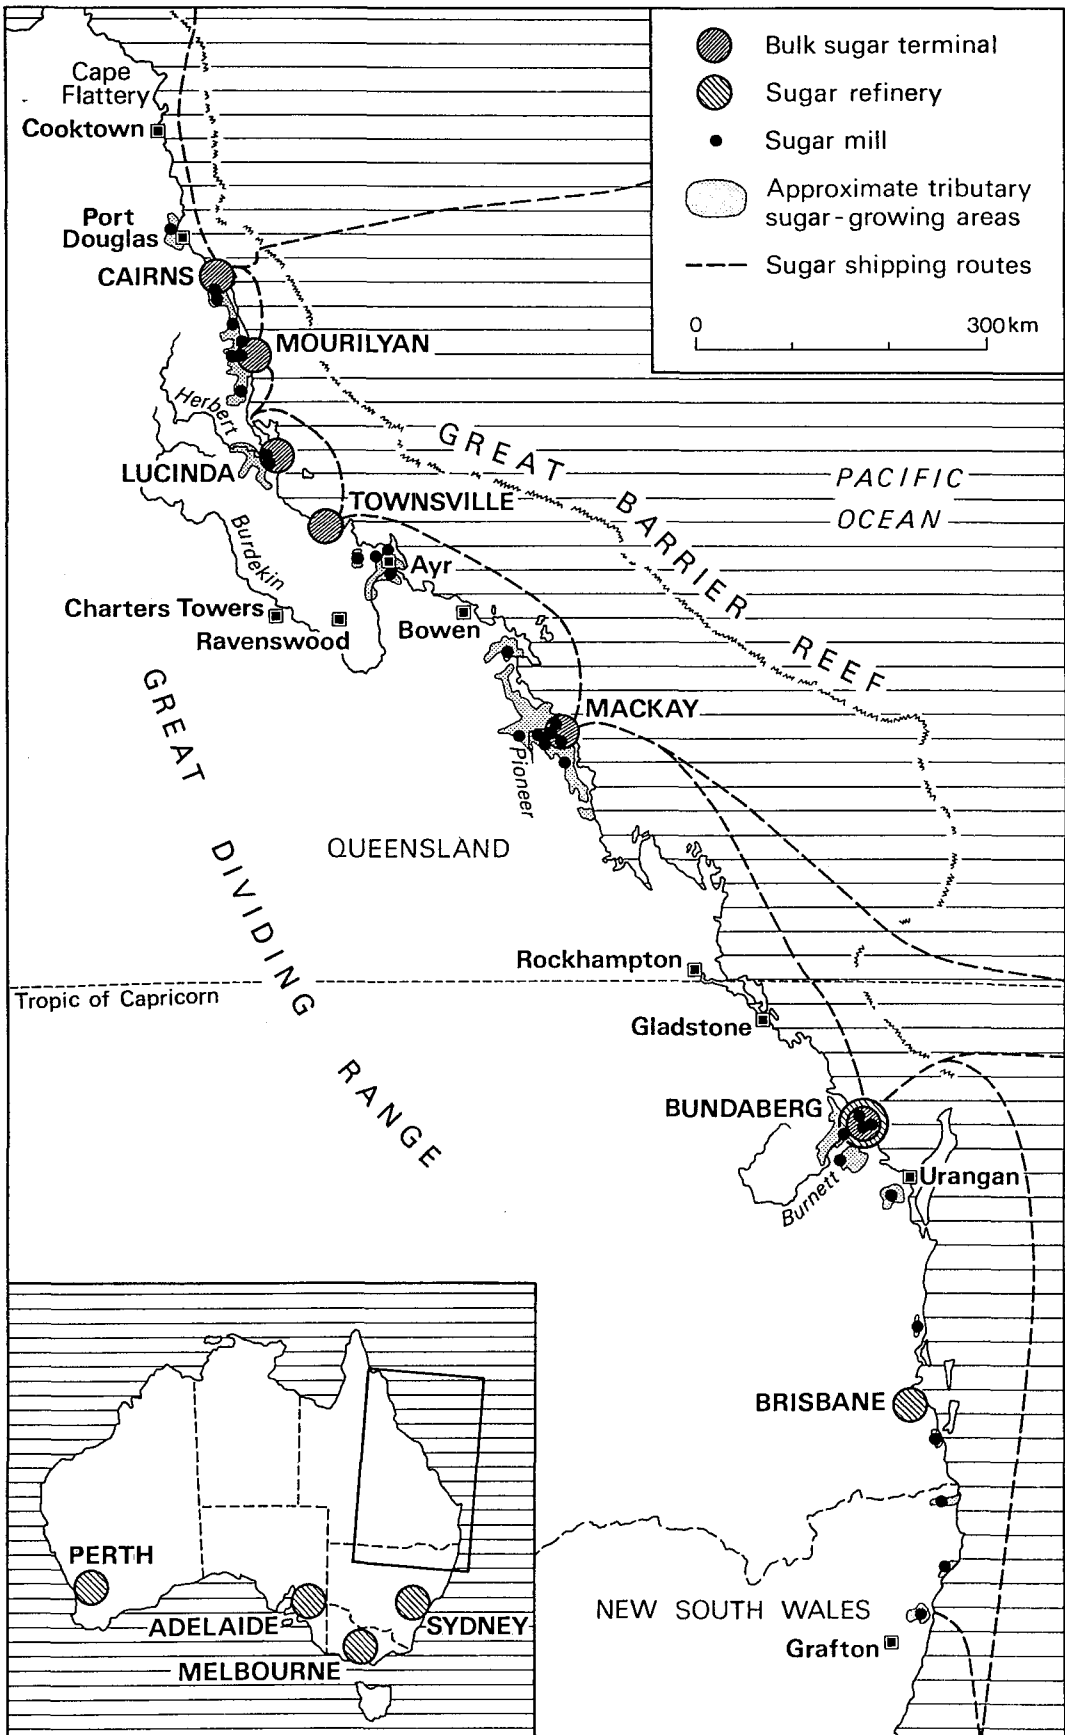 Bulk sugar terminal
Sugar refinery
Sugar mill
Approximate tributary
sugar-growing areas
Sugar shipping routes
0 300km
Cape
Flattery
Cooktown
Port
Douglas
CAIRNS
MOURILYAN
Herbert
LUCINDA
TOWNSVILLE
GREAT BARRIER REEF
PACIFIC
OCEAN
Burdekin
Ayr
Charters Towers
Ravenswood
Bowen
MACKAY
Pioneer
GREAT DIVIDING RANGE
QUEENSLAND
Rockhampton
Tropic of Capricorn
Gladstone
BUNDABERG
Burnett
Urangan
BRISBANE
NEW SOUTH WALES
Grafton
PERTH
ADELAIDE
SYDNEY
MELBOURNE